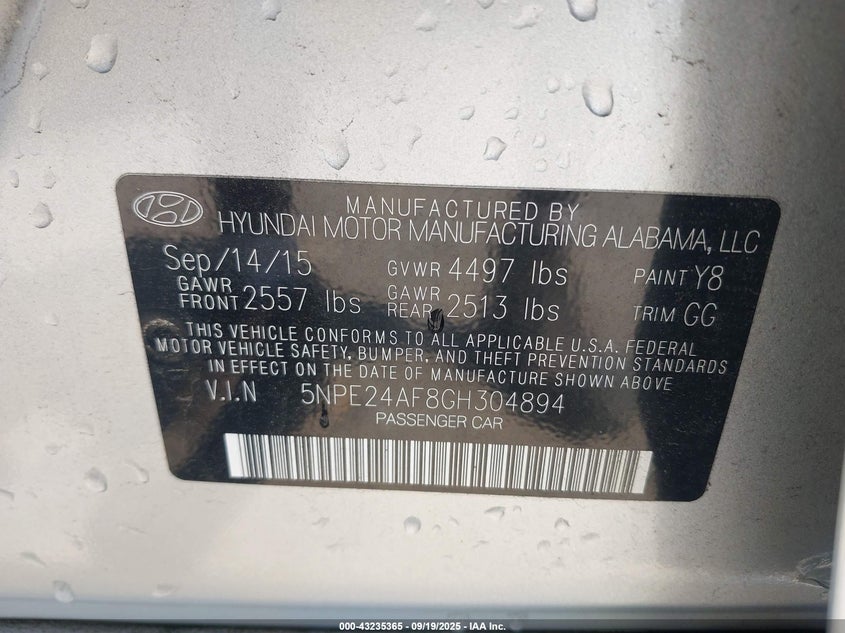 MANUFACTURED BY
HYUNDAI MOTOR MANUFACTURING ALABAMA, LLC
Sep/14/15 GVWR 4497 lbs PAINT Y8
GAWR FRONT 2557 lbs GAWR REAR 2513 lbs TRIM GG
THIS VEHICLE CONFORMS TO ALL APPLICABLE U.S.A. FEDERAL
MOTOR VEHICLE SAFETY, BUMPER, AND THEFT PREVENTION STANDARDS
IN EFFECT ON THE DATE OF MANUFACTURE SHOWN ABOVE
V.I.N 5NPE24AF8GH304894
PASSENGER CAR
000-43235365 | 09/19/2025 | IAA Inc.